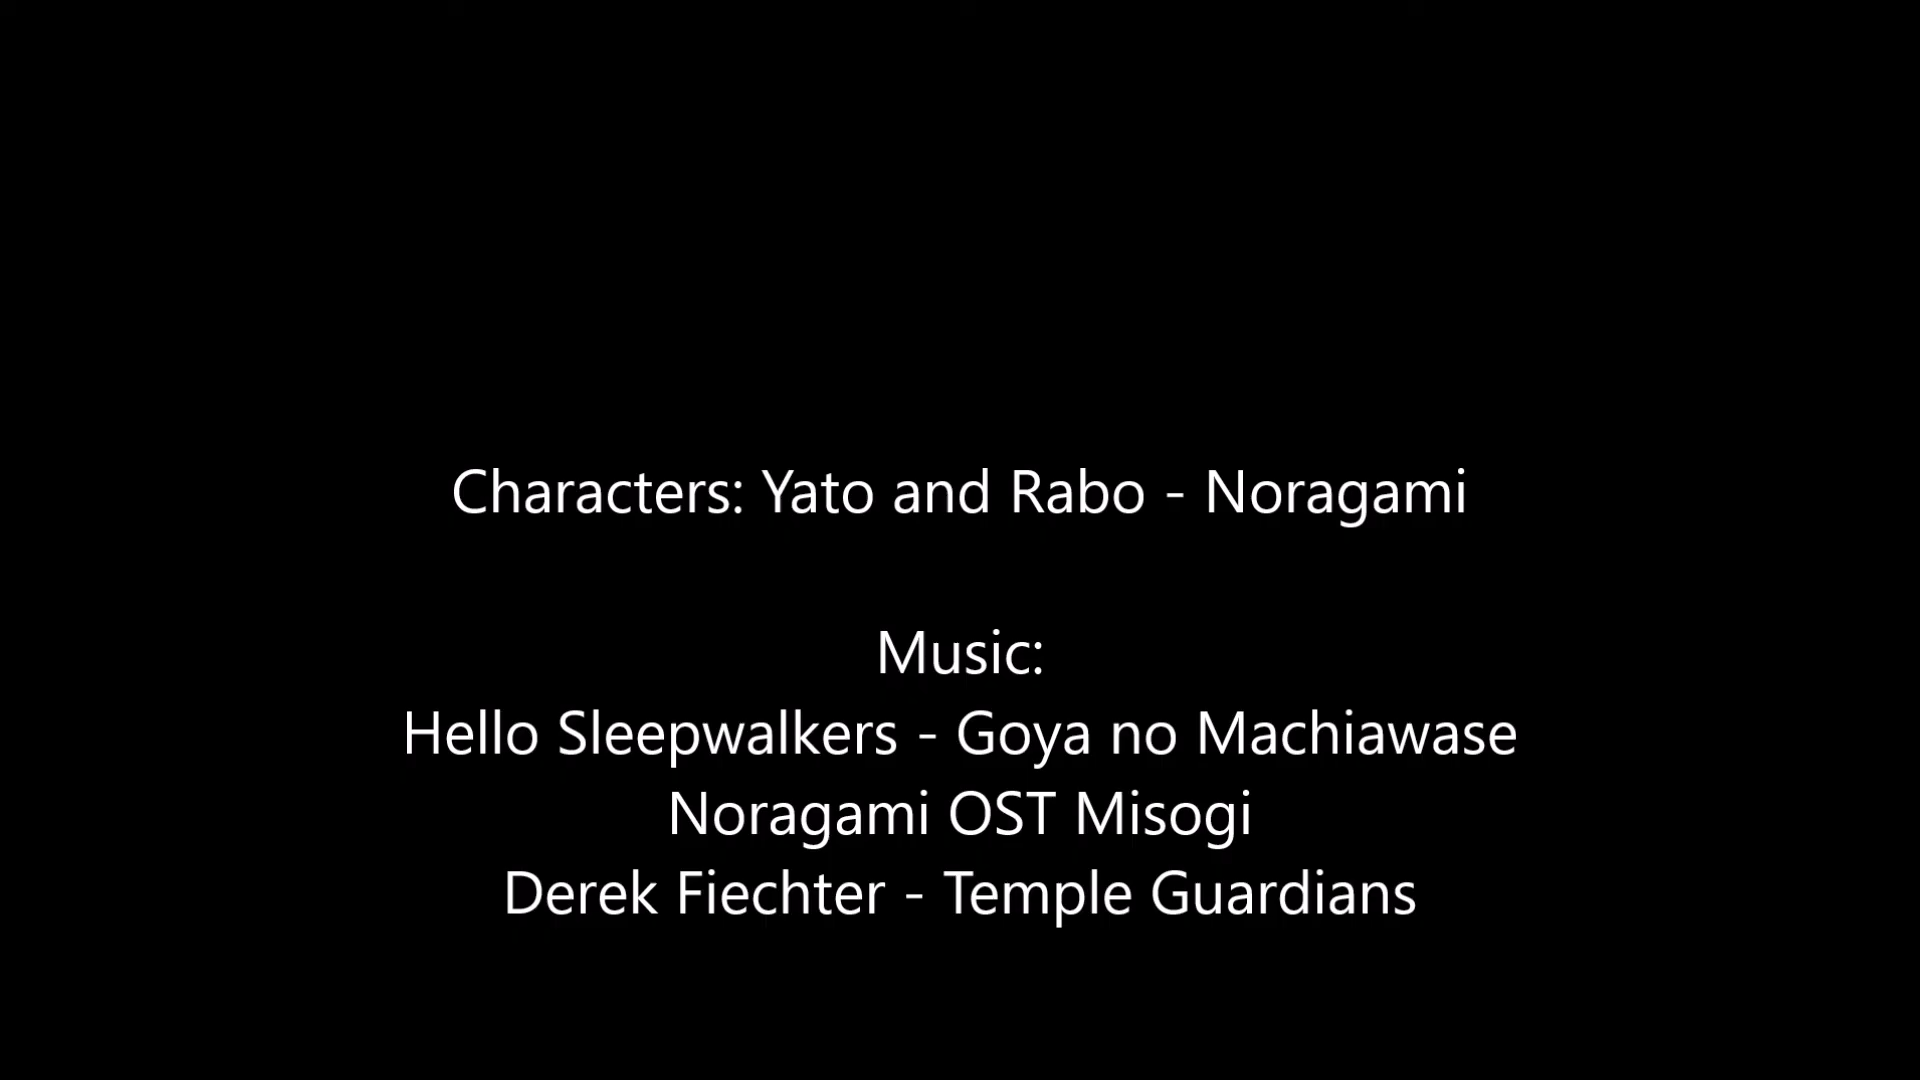 Characters: Yato and Rabo - Noragami
Music:
Hello Sleepwalkers - Goya no Machiawase
Noragami OST Misogi
Derek Fiechter - Temple Guardians